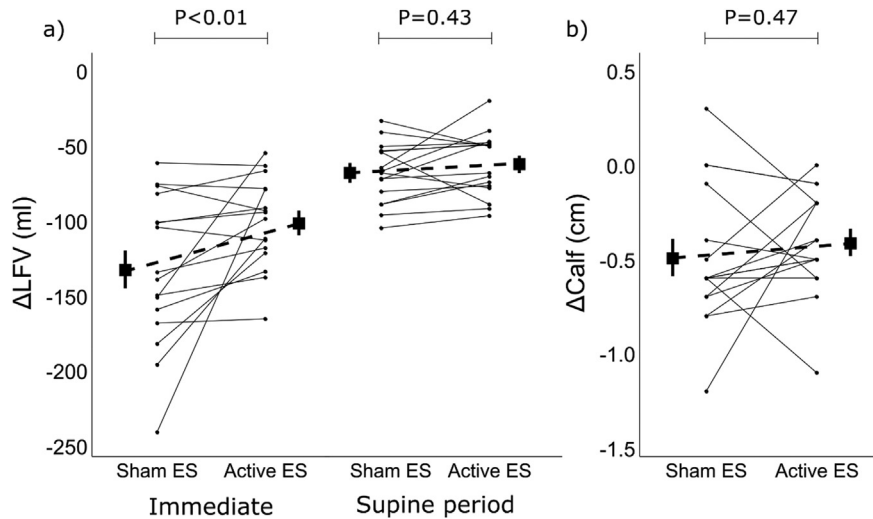 P<0.01
P=0.43
P=0.47
a)
b)
ΔLFV (ml)
0
-50
-100
-150
-200
-250
Sham ES
Active ES
Sham ES
Active ES
Immediate
Supine period
ΔCalf (cm)
0.5
0.0
-0.5
-1.0
-1.5
Sham ES
Active ES